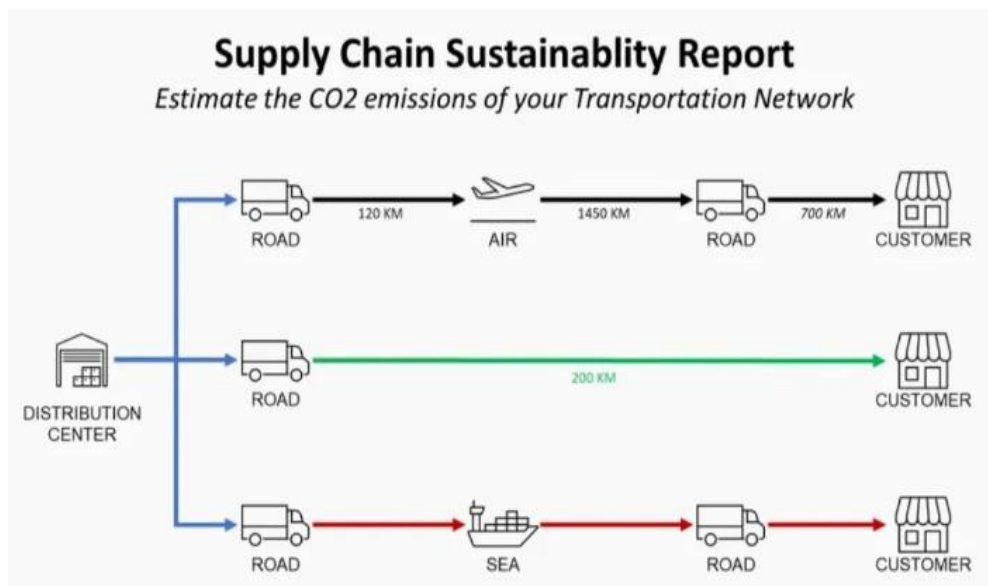 Supply Chain Sustainablity Report
Estimate the CO2 emissions of your Transportation Network
120 KM
1450 KM
700 KM
ROAD
AIR
ROAD
CUSTOMER
200 KM
ROAD
CUSTOMER
DISTRIBUTION
CENTER
ROAD
SEA
ROAD
CUSTOMER